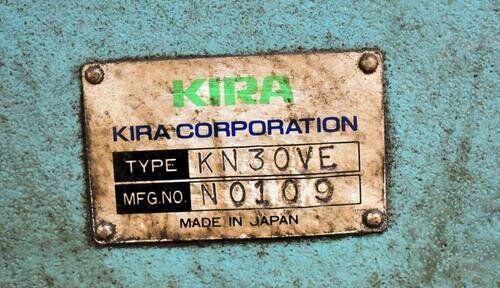 KIRA
KIRA CORPORATION
TYPE KN30VE
MFG.NO. N0109
MADE IN JAPAN